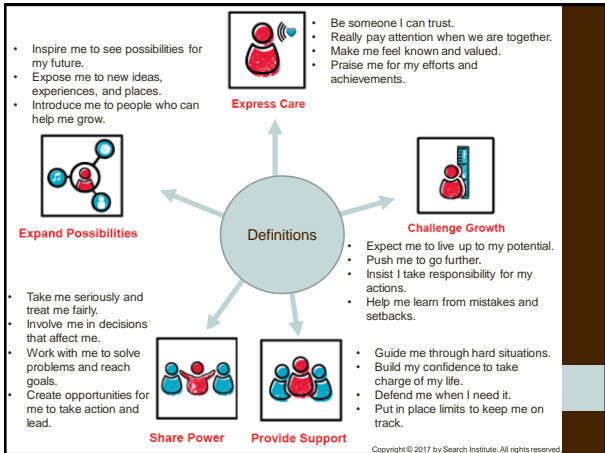 • Be someone I can trust.
• Really pay attention when we are together.
• Make me feel known and valued.
• Praise me for my efforts and
achievements.
Express Care
• Inspire me to see possibilities for
my future.
• Expose me to new ideas,
experiences, and places.
• Introduce me to people who can
help me grow.
Expand Possibilities
Definitions
Challenge Growth
• Expect me to live up to my potential.
• Push me to go further.
• Insist I take responsibility for my
actions.
• Help me learn from mistakes and
setbacks.
• Take me seriously and
treat me fairly.
• Involve me in decisions
that affect me.
• Work with me to solve
problems and reach
goals.
• Create opportunities for
me to take action and
lead.
Share Power
Provide Support
• Guide me through hard situations.
• Build my confidence to take
charge of my life.
• Defend me when I need it.
• Put in place limits to keep me on
track.
Copyright © 2017 by Search Institute. All rights reserved.